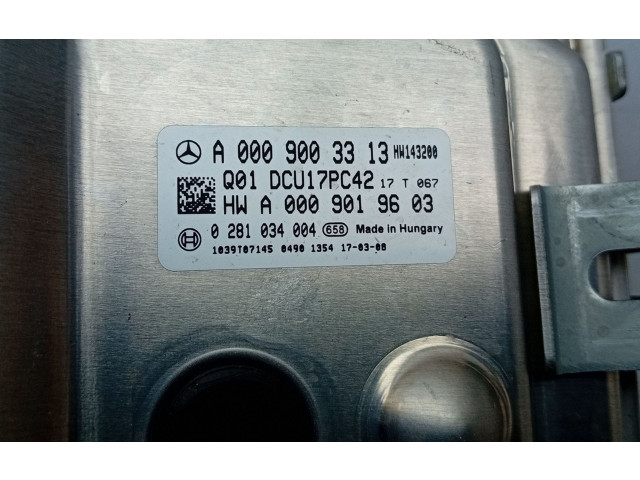 A 000 900 33 13 HW143200
Q01 DCU17PC42 17 T 067
HW A 000 901 96 03
0 281 034 004 658 Made in Hungary
1039T07145 0490 1354 17-03-08